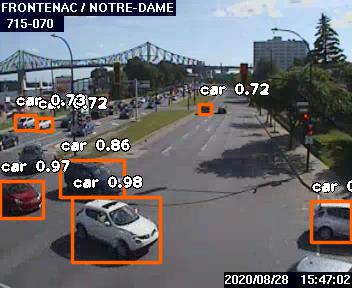 FRONTENAC / NOTRE-DAME
715-070
car 0.72
car 0.73
0.72
car 0.86
car 0.97
car 0.98
2020/08/28 15:47:02